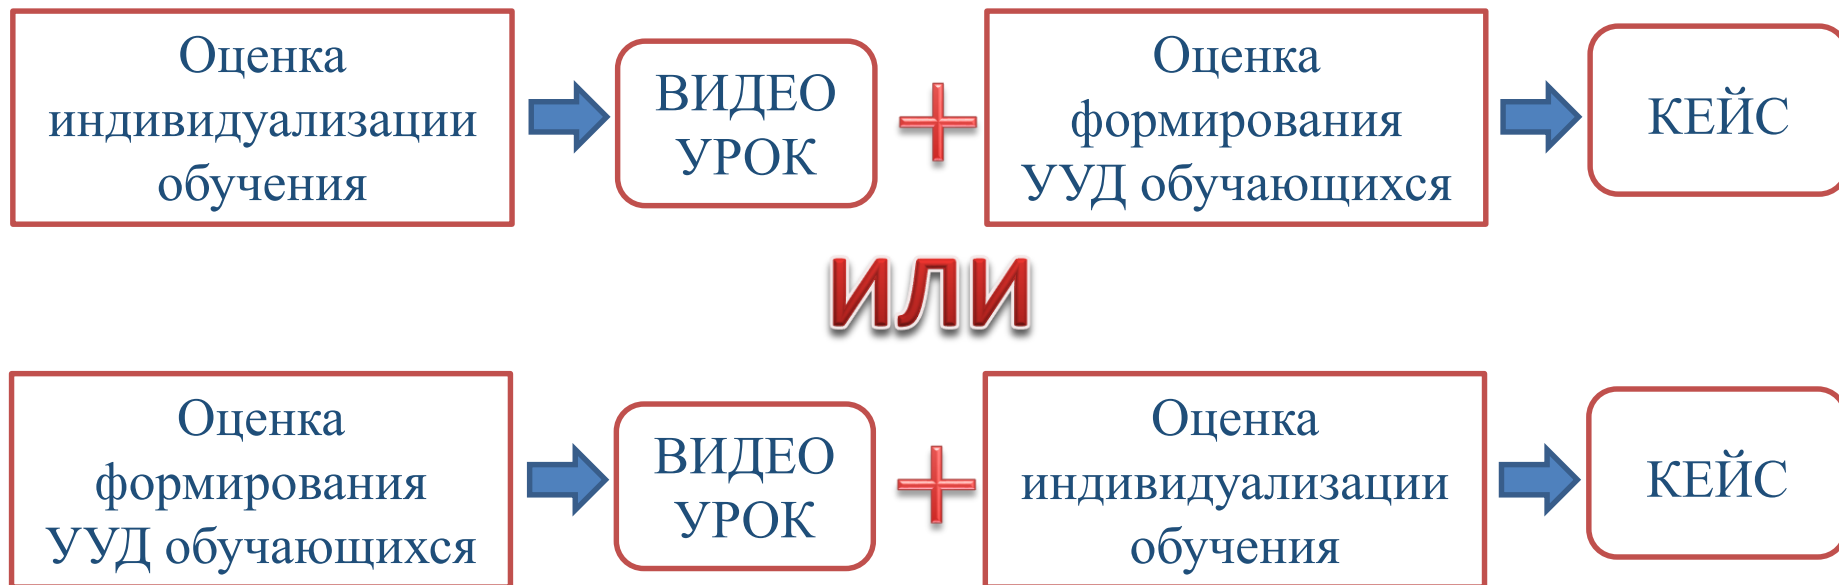 Оценка
индивидуализации
обучения
ВИДЕО
УРОК
+
Оценка
формирования
УУД обучающихся
КЕЙС
ИЛИ
Оценка
формирования
УУД обучающихся
ВИДЕО
УРОК
+
Оценка
индивидуализации
обучения
КЕЙС